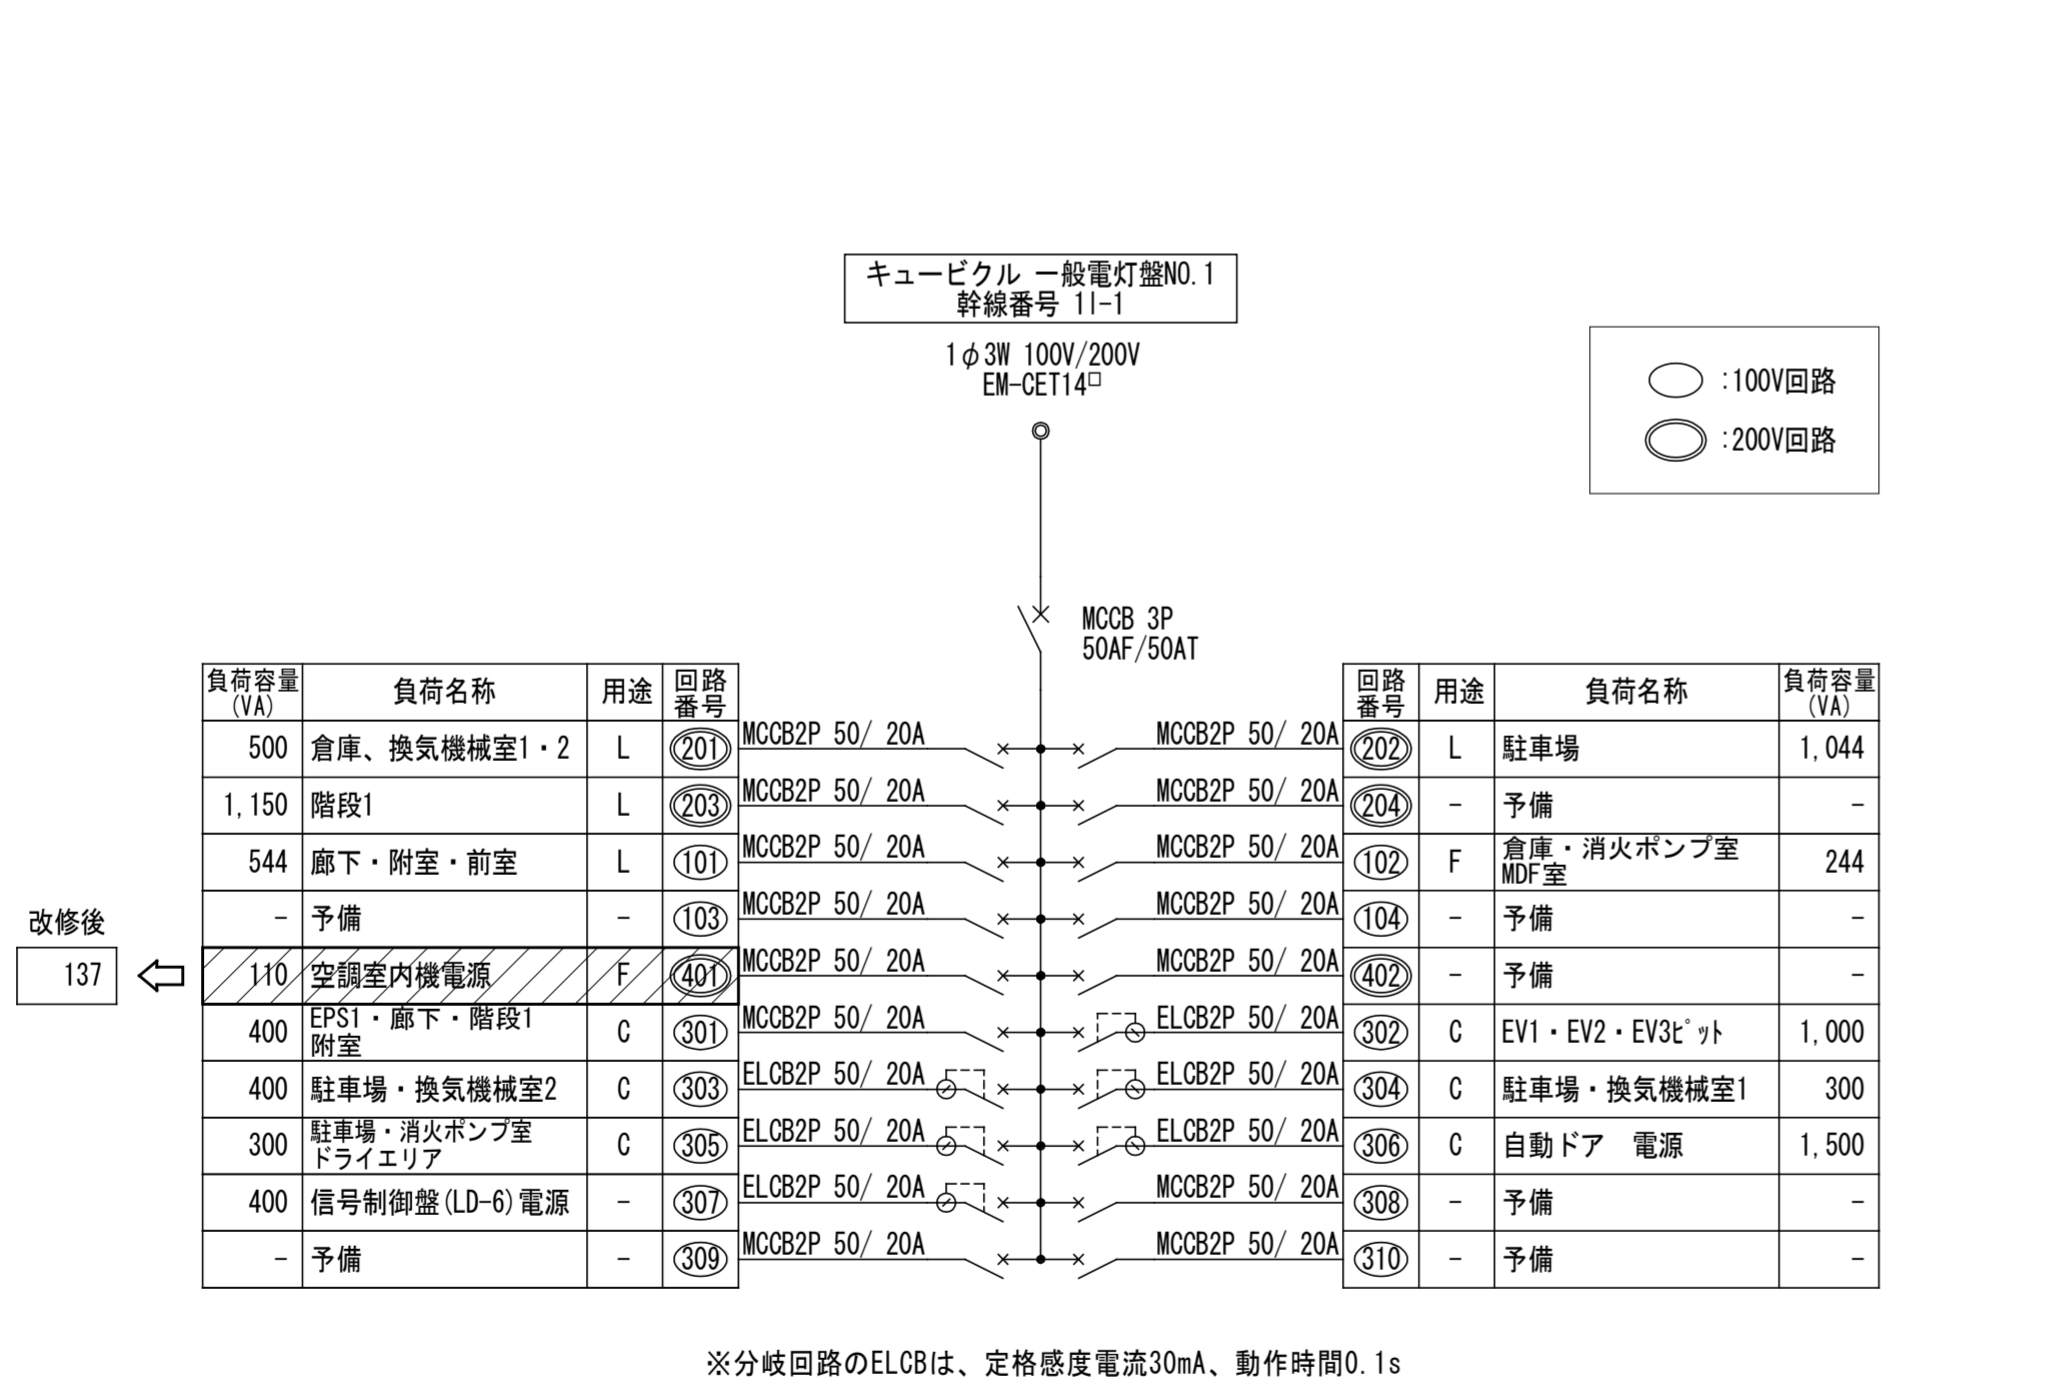 キュービクル 一般電灯盤NO.1
幹線番号 1l-1
1φ3W 100V/200V
EM-CET14□
:100V回路
:200V回路
MCCB 3P
50AF/50AT
負荷容量(VA) 負荷名称 用途 回路番号 回路番号 用途 負荷名称 負荷容量(VA)
500 倉庫、換気機械室1・2 L 201 MCCB2P 50/ 20A MCCB2P 50/ 20A 202 L 駐車場 1,044
1,150 階段1 L 203 MCCB2P 50/ 20A MCCB2P 50/ 20A 204 - 予備 -
544 廊下・附室・前室 L 101 MCCB2P 50/ 20A MCCB2P 50/ 20A 102 F 倉庫・消火ポンプ室 MDF室 244
- 予備 - 103 MCCB2P 50/ 20A MCCB2P 50/ 20A 104 - 予備 -
改修後
137 110 空調室内機電源 F 401 MCCB2P 50/ 20A MCCB2P 50/ 20A 402 - 予備 -
400 EPS1・廊下・階段1 附室 C 301 MCCB2P 50/ 20A ELCB2P 50/ 20A 302 C EV1・EV2・EV3ﾋﾟｯﾄ 1,000
400 駐車場・換気機械室2 C 303 ELCB2P 50/ 20A ELCB2P 50/ 20A 304 C 駐車場・換気機械室1 300
300 駐車場・消火ポンプ室 ドライエリア C 305 ELCB2P 50/ 20A ELCB2P 50/ 20A 306 C 自動ドア　電源 1,500
400 信号制御盤(LD-6)電源 - 307 ELCB2P 50/ 20A MCCB2P 50/ 20A 308 - 予備 -
- 予備 - 309 MCCB2P 50/ 20A MCCB2P 50/ 20A 310 - 予備 -
※分岐回路のELCBは、定格感度電流30mA、動作時間0.1s